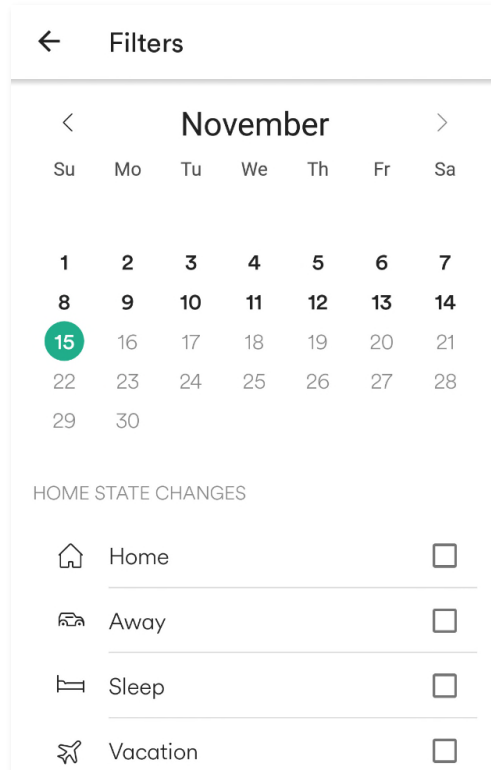 Filters
November
Su Mo Tu We Th Fr Sa
1 2 3 4 5 6 7
8 9 10 11 12 13 14
15 16 17 18 19 20 21
22 23 24 25 26 27 28
29 30
HOME STATE CHANGES
Home
Away
Sleep
Vacation